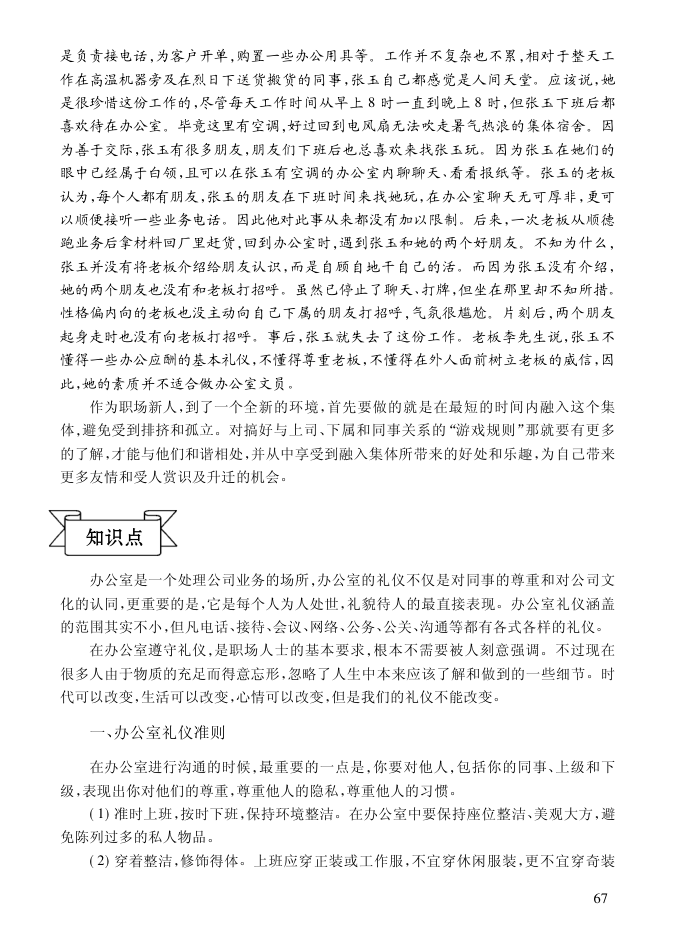 是负责接电话,为客户开单,购置一些办公用具等。工作并不复杂也不累,相对于整天工
作在高温机器旁及在烈日下送货搬货的同事,张玉自己都感觉是人间天堂。应该说,她
是很珍惜这份工作的,尽管每天工作时间从早上 8 时一直到晚上 8 时,但张玉下班后都
喜欢待在办公室。毕竟这里有空调,好过回到电风扇无法吹走暑气热浪的集体宿舍。因
为善于交际,张玉有很多朋友,朋友们下班后也总喜欢来找张玉玩。因为张玉在她们的
眼中已经属于白领,且可以在张玉有空调的办公室内聊聊天、看看报纸等。张玉的老板
认为,每个人都有朋友,张玉的朋友在下班时间来找她玩,在办公室聊天无可厚非,更可
以顺便接听一些业务电话。因此他对此事从来都没有加以限制。后来,一次老板从顺德
跑业务后拿材料回厂里赶货,回到办公室时,遇到张玉和她的两个好朋友。不知为什么,
张玉并没有将老板介绍给朋友认识,而是自顾自地干自己的活。而因为张玉没有介绍,
她的两个朋友也没有和老板打招呼。虽然已停止了聊天、打牌,但坐在那里却不知所措。
性格偏内向的老板也没主动向自己下属的朋友打招呼,气氛很尴尬。片刻后,两个朋友
起身走时也没有向老板打招呼。事后,张玉就失去了这份工作。老板李先生说,张玉不
懂得一些办公应酬的基本礼仪,不懂得尊重老板,不懂得在外人面前树立老板的威信,因
此,她的素质并不适合做办公室文员。
作为职场新人,到了一个全新的环境,首先要做的就是在最短的时间内融入这个集
体,避免受到排挤和孤立。对搞好与上司、下属和同事关系的“游戏规则”那就要有更多
的了解,才能与他们和谐相处,并从中享受到融入集体所带来的好处和乐趣,为自己带来
更多友情和受人赏识及升迁的机会。
知识点
办公室是一个处理公司业务的场所,办公室的礼仪不仅是对同事的尊重和对公司文
化的认同,更重要的是,它是每个人为人处世,礼貌待人的最直接表现。办公室礼仪涵盖
的范围其实不小,但凡电话、接待、会议、网络、公务、公关、沟通等都有各式各样的礼仪。
在办公室遵守礼仪,是职场人士的基本要求,根本不需要被人刻意强调。不过现在
很多人由于物质的充足而得意忘形,忽略了人生中本来应该了解和做到的一些细节。时
代可以改变,生活可以改变,心情可以改变,但是我们的礼仪不能改变。
一、办公室礼仪准则
在办公室进行沟通的时候,最重要的一点是,你要对他人,包括你的同事、上级和下
级,表现出你对他们的尊重,尊重他人的隐私,尊重他人的习惯。
(1) 准时上班,按时下班,保持环境整洁。在办公室中要保持座位整洁、美观大方,避
免陈列过多的私人物品。
(2) 穿着整洁,修饰得体。上班应穿正装或工作服,不宜穿休闲服装,更不宜穿奇装
67